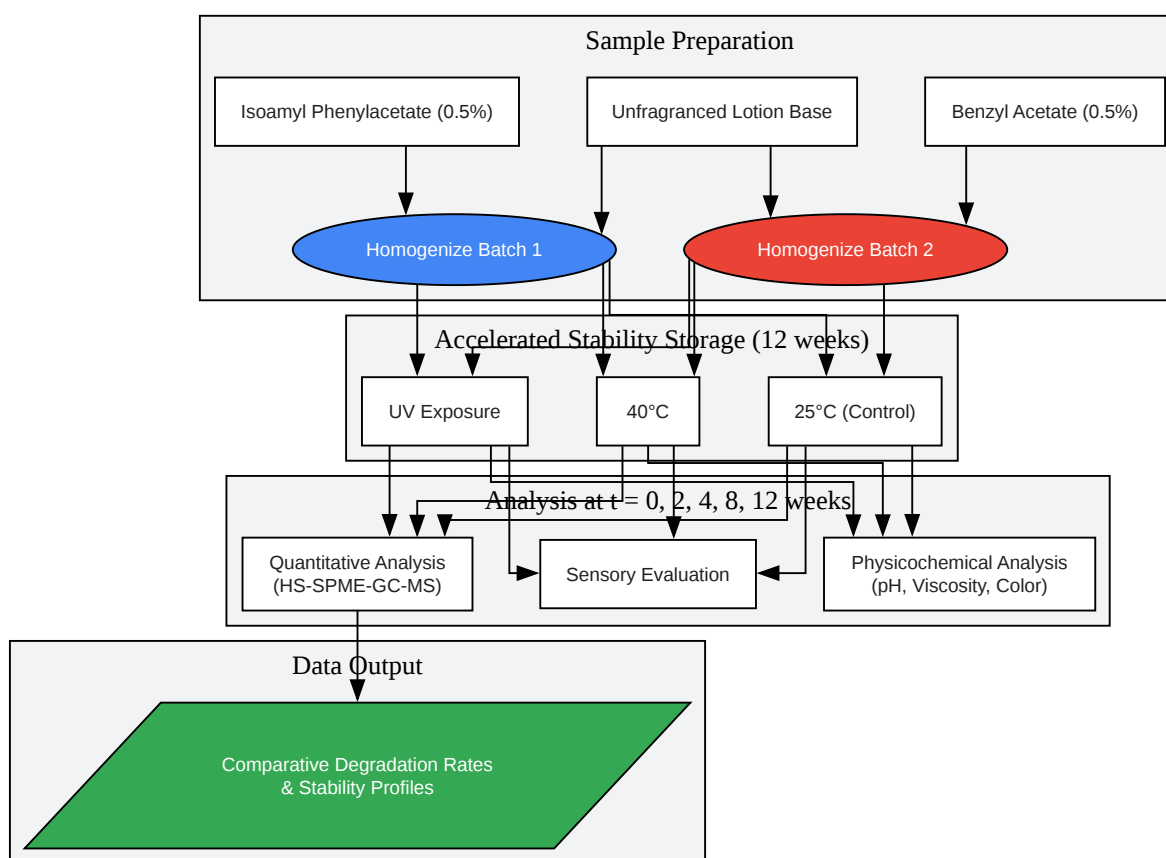 Sample Preparation
Isoamyl Phenylacetate (0.5%)
Unfragranced Lotion Base
Benzyl Acetate (0.5%)
Homogenize Batch 1
Homogenize Batch 2
Accelerated Stability Storage (12 weeks)
UV Exposure
40°C
25°C (Control)
Analysis at t = 0, 2, 4, 8, 12 weeks
Quantitative Analysis
(HS-SPME-GC-MS)
Sensory Evaluation
Physicochemical Analysis
(pH, Viscosity, Color)
Data Output
Comparative Degradation Rates
& Stability Profiles